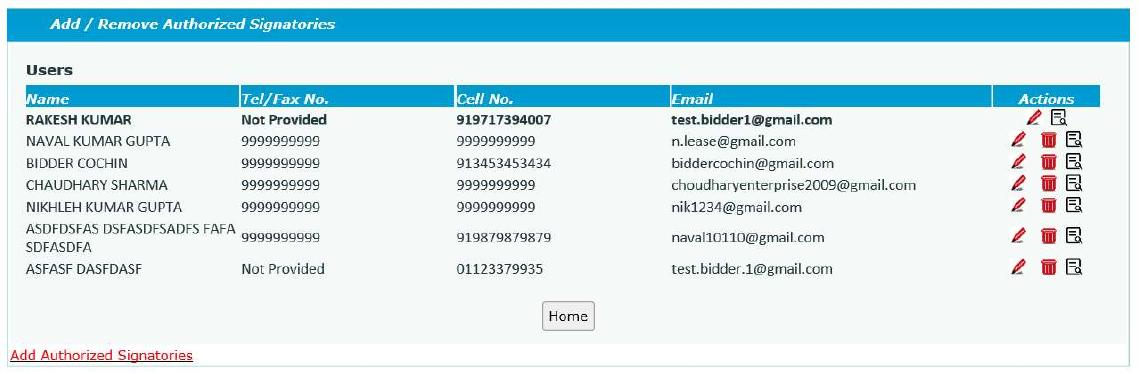 Add / Remove Authorized Signatories
Users
Name Tel/Fax No. Cell No. Email Actions
RAKESH KUMAR Not Provided 919717394007 test.bidder1@gmail.com
NAVAL KUMAR GUPTA 9999999999 9999999999 n.lease@gmail.com
BIDDER COCHIN 9999999999 913453453434 biddercochin@gmail.com
CHAUDHARY SHARMA 9999999999 9999999999 choudharyenterprise2009@gmail.com
NIKHLEH KUMAR GUPTA 9999999999 9999999999 nik1234@gmail.com
ASDFDSFAS DSFASDFSADFS FAFA 9999999999 919879879879 naval10110@gmail.com
SDFASDFA
ASFASF DASFDASF Not Provided 01123379935 test.bidder.1@gmail.com
Home
Add Authorized Signatories